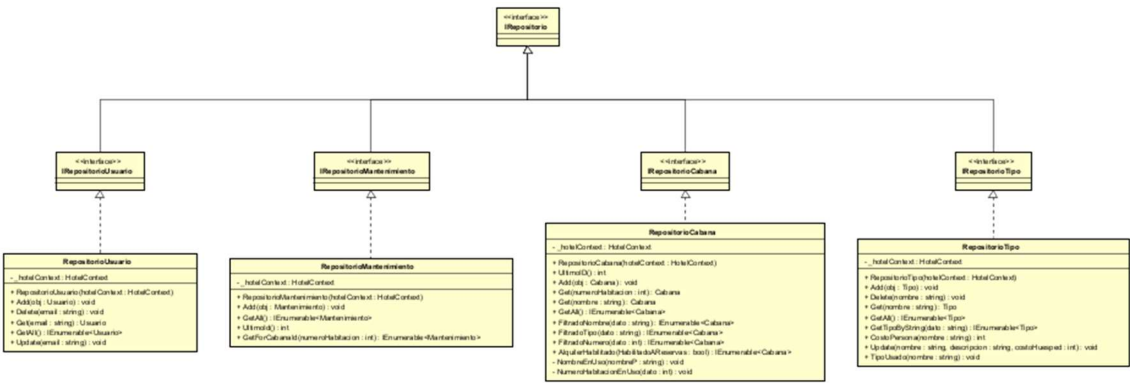 <<interface>>
IRepositorio
<<interface>>
IRepositorioUsuario
<<interface>>
IRepositorioMantenimiento
<<interface>>
IRepositorioCabana
<<interface>>
IRepositorioTipo
RepositorioUsuario
- _hotelContext : HotelContext
+ RepositorioUsuario(hotelContext : HotelContext)
+ Add(obj : Usuario) : void
+ Delete(email : string) : void
+ Get(email : string) : Usuario
+ GetAll() : IEnumerable<Usuario>
+ Update(email : string) : void
RepositorioMantenimiento
- _hotelContext : HotelContext
+ RepositorioMantenimiento(hotelContext : HotelContext)
+ Add(obj : Mantenimiento) : void
+ GetAll() : IEnumerable<Mantenimiento>
+ UltimoId() : int
+ GetForCabanaId(numeroHabitacion : int) : IEnumerable<Mantenimiento>
RepositorioCabana
- _hotelContext : HotelContext
+ RepositorioCabana(hotelContext : HotelContext)
+ UltimoID() : int
+ Add(obj : Cabana) : void
+ Get(numeroHabitacion : int) : Cabana
+ Get(nombre : string) : Cabana
+ GetAll() : IEnumerable<Cabana>
+ FiltradoNombre(dato : string) : IEnumerable<Cabana>
+ FiltradoTipo(dato : string) : IEnumerable<Cabana>
+ FiltradoNumero(dato : int) : IEnumerable<Cabana>
+ AlquilerHabilitado(HabilitadoAReservas : bool) : IEnumerable<Cabana>
- NombreEnUso(nombreP : string) : void
- NumeroHabitacionEnUso(dato : int) : void
RepositorioTipo
- _hotelContext : HotelContext
+ RepositorioTipo(hotelContext : HotelContext)
+ Add(obj : Tipo) : void
+ Delete(nombre : string) : void
+ Get(nombre : string) : Tipo
+ GetAll() : IEnumerable<Tipo>
+ GetTipoByString(dato : string) : IEnumerable<Tipo>
+ CostoPersona(nombre : string) : int
+ Update(nombre : string, descripcion : string, costoHuesped : int) : void
+ TipoUsado(nombre : string) : void